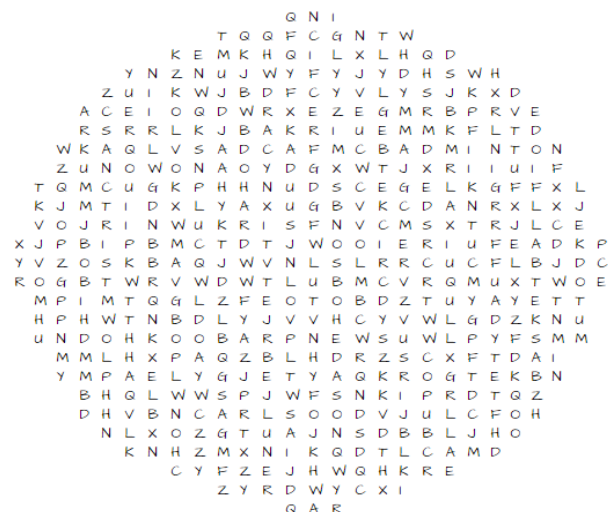 Q N I
T Q Q F C G N T W
K E M K H Q I L X L H Q D
Y N Z N U J W Y F Y J Y D H S W H
Z U I K W J B D F C Y V L Y S J K X D
A C E I O Q D W R X E Z E G M R B P R V E
R S R R L K J B A K R I U E M M K F L T D
W K A Q L V S A D C A F M C B A D M I N T O N
Z U N O W O N A O Y D G X W T J X R I I U I F
T Q M C U G K P H H N U D S C E G E L K G F F X L
K J M T I D X L Y A X U G B V K C D A N R X L X J
V O J R I N W U K R I S F N V C M S X T R J L C E
X J P B I P B M C T D T J W O O I E R I U F E A D K P
Y V Z O S K B A Q J W V N L S L R R C U C F L B J D C
R O G B T W R V W D W T L U B M C V R Q M U X T W O E
M P I M T Q G L Z F E O T O B D Z T U Y A Y E T T
H P H W T N B D L Y J V V H C Y V W L G D Z K N U
U N D O H K O O B A R P N E W S U W L P Y F S M M
M M L H X P A Q Z B L H D R Z S C X F T D A I
Y M P A E L Y G J E T Y A Q K R O G T E K B N
B H Q L W W S P J W F S N K I P R D T Q Z
D H V B N C A R L S O O D V J U L C F O H
N L X O Z G T U A J N S D B B L J H O
K N H Z M X N I K Q D T L C A M D
C Y F Z E J H W Q H K R E
Z Y R D W Y C X I
Q A R